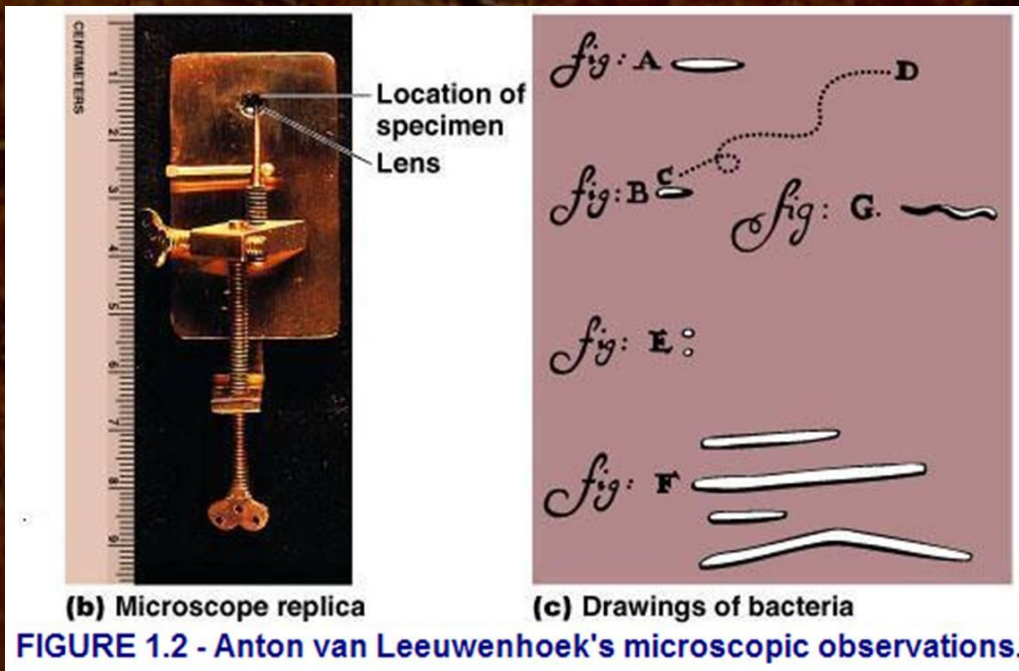 CENTIMETERS
1
2
3
4
5
6
7
8
9
Location of
specimen
Lens
fig: A
D
C
fig: B
fig: G.
fig: E
fig: F
(b) Microscope replica
(c) Drawings of bacteria
FIGURE 1.2 - Anton van Leeuwenhoek's microscopic observations.